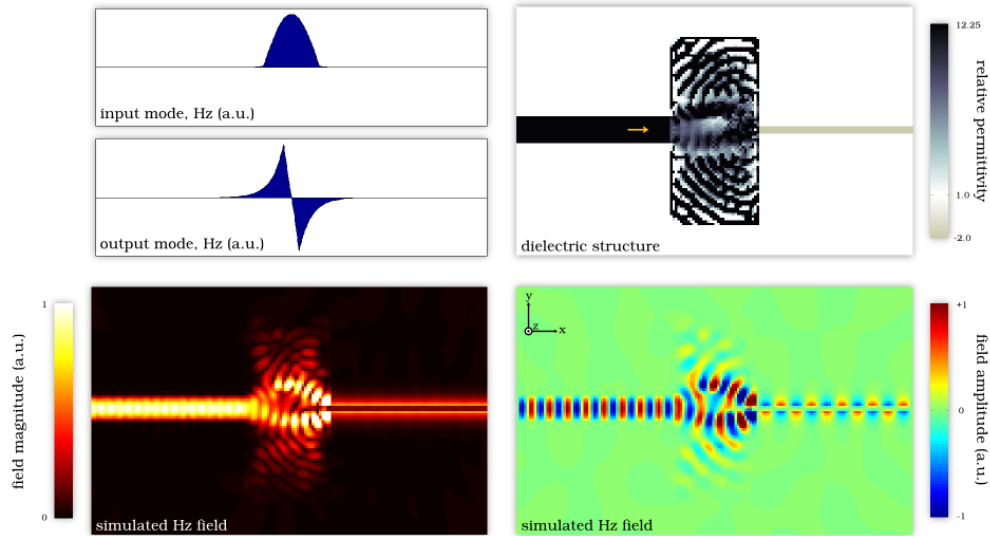 input mode, Hz (a.u.)
output mode, Hz (a.u.)
dielectric structure
12.25
1.0
-2.0
relative permittivity
1
0
field magnitude (a.u.)
simulated Hz field
y
z
x
simulated Hz field
+1
0
-1
field amplitude (a.u.)